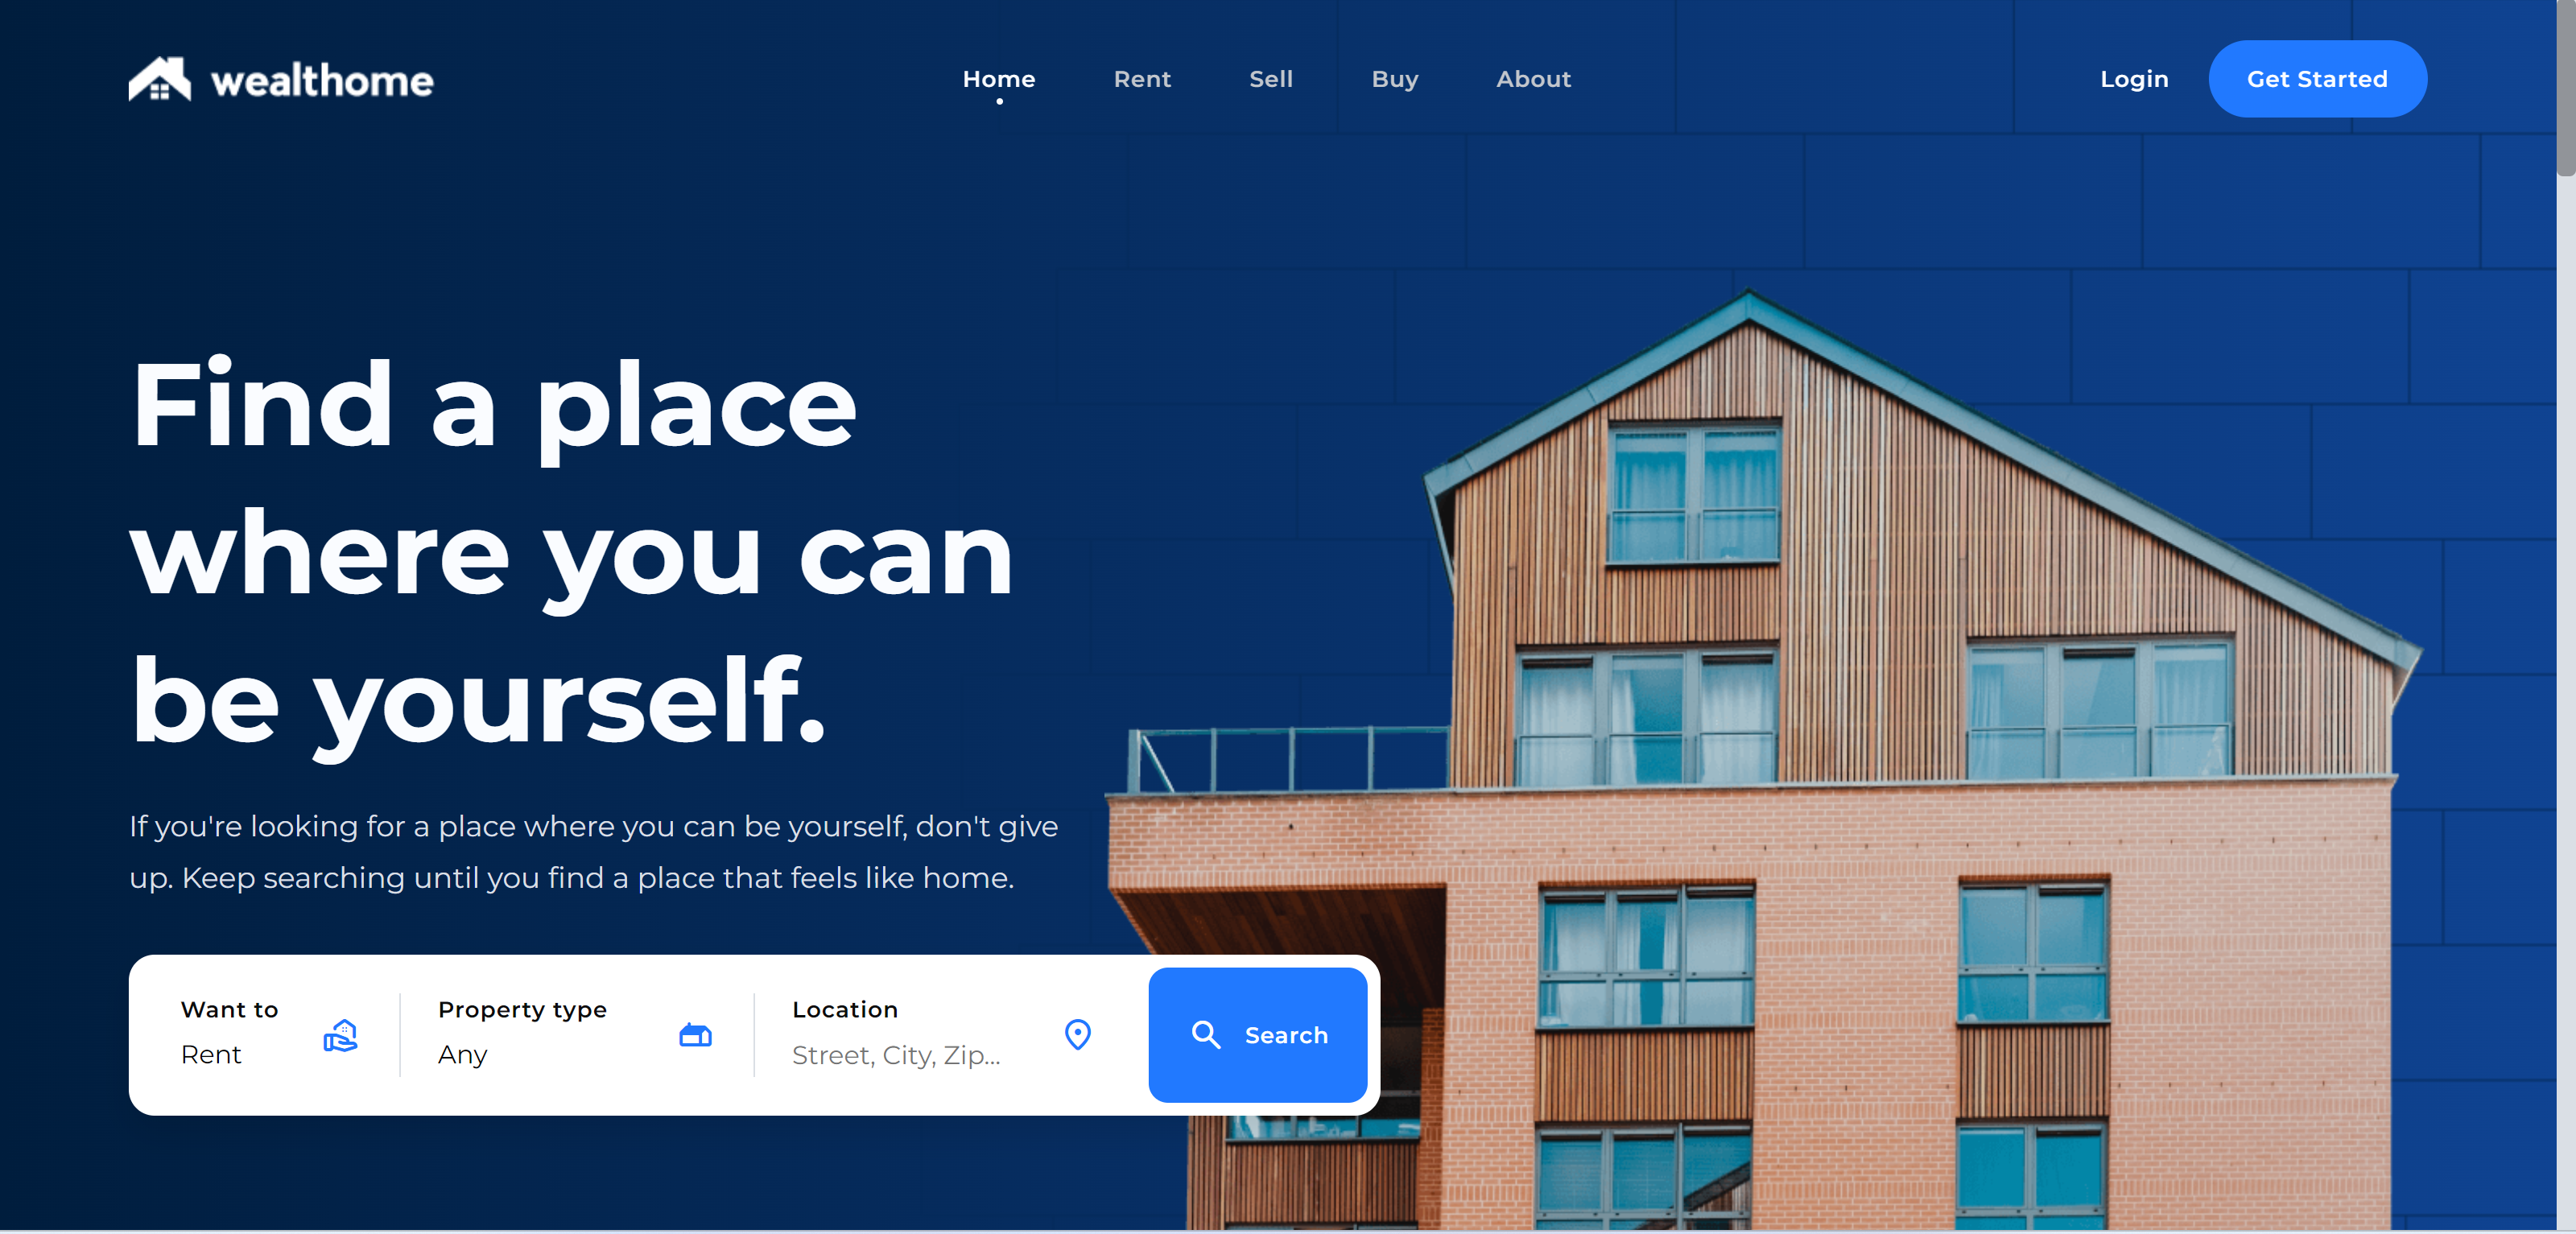 wealthome
Home Rent Sell Buy About
Login Get Started
Find a place
where you can
be yourself.
If you're looking for a place where you can be yourself, don't give
up. Keep searching until you find a place that feels like home.
Want to
Rent
Property type
Any
Location
Street, City, Zip...
Search